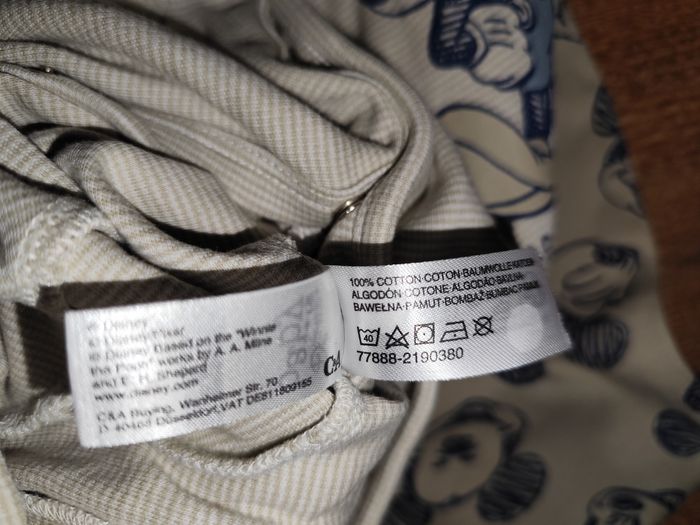 © Disney
© Disney/Pixar
© Disney Based on the "Winnie
the Pooh" works by A. A. Milne
and E. H. Shepard
www.disney.com
C&A Buying, Wanheimer Str. 70
D-40468 Düsseldorf, VAT DE811809155
C&A
100% COTTON·COTON·BAUMWOLLE·KATOEN
ALGODÓN·COTONE·ALGODÃO·BAVLNA·
BAWEŁNA·PAMUT·BOMBAŽ·BUMBAC·PAMUK
40
77888-2190380